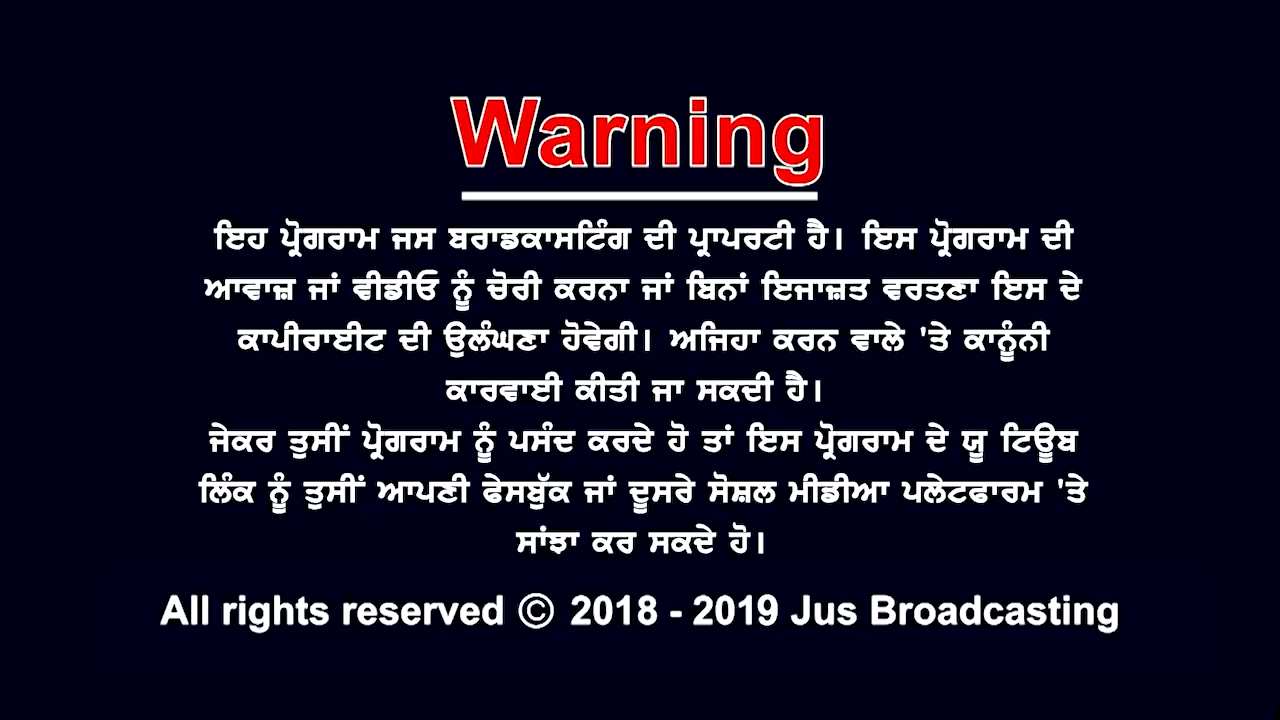 Warning
ਇਹ ਪ੍ਰੋਗਰਾਮ ਜਸ ਬਰਾਡਕਾਸਟਿੰਗ ਦੀ ਪ੍ਰਾਪਰਟੀ ਹੈ। ਇਸ ਪ੍ਰੋਗਰਾਮ ਦੀ
ਆਵਾਜ਼ ਜਾਂ ਵੀਡੀਓ ਨੂੰ ਚੋਰੀ ਕਰਨਾ ਜਾਂ ਬਿਨਾਂ ਇਜਾਜ਼ਤ ਵਰਤਣਾ ਇਸ ਦੇ
ਕਾਪੀਰਾਈਟ ਦੀ ਉਲੰਘਣਾ ਹੋਵੇਗੀ। ਅਜਿਹਾ ਕਰਨ ਵਾਲੇ 'ਤੇ ਕਾਨੂੰਨੀ
ਕਾਰਵਾਈ ਕੀਤੀ ਜਾ ਸਕਦੀ ਹੈ।
ਜੇਕਰ ਤੁਸੀਂ ਪ੍ਰੋਗਰਾਮ ਨੂੰ ਪਸੰਦ ਕਰਦੇ ਹੋ ਤਾਂ ਇਸ ਪ੍ਰੋਗਰਾਮ ਦੇ ਯੂ ਟਿਊਬ
ਲਿੰਕ ਨੂੰ ਤੁਸੀਂ ਆਪਣੀ ਫੇਸਬੁੱਕ ਜਾਂ ਦੂਸਰੇ ਸੋਸ਼ਲ ਮੀਡੀਆ ਪਲੇਟਫਾਰਮ 'ਤੇ
ਸਾਂਝਾ ਕਰ ਸਕਦੇ ਹੋ।
All rights reserved © 2018 - 2019 Jus Broadcasting